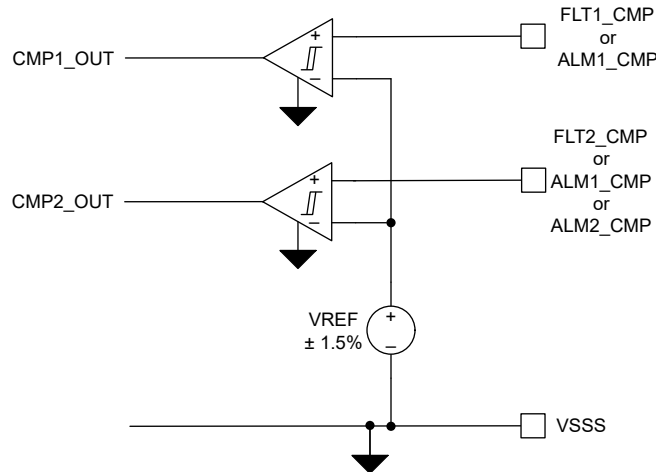 FLT1_CMP
or
ALM1_CMP
CMP1_OUT
+
−
FLT2_CMP
or
ALM1_CMP
or
ALM2_CMP
CMP2_OUT
+
−
VREF
± 1.5%
+
−
VSSS